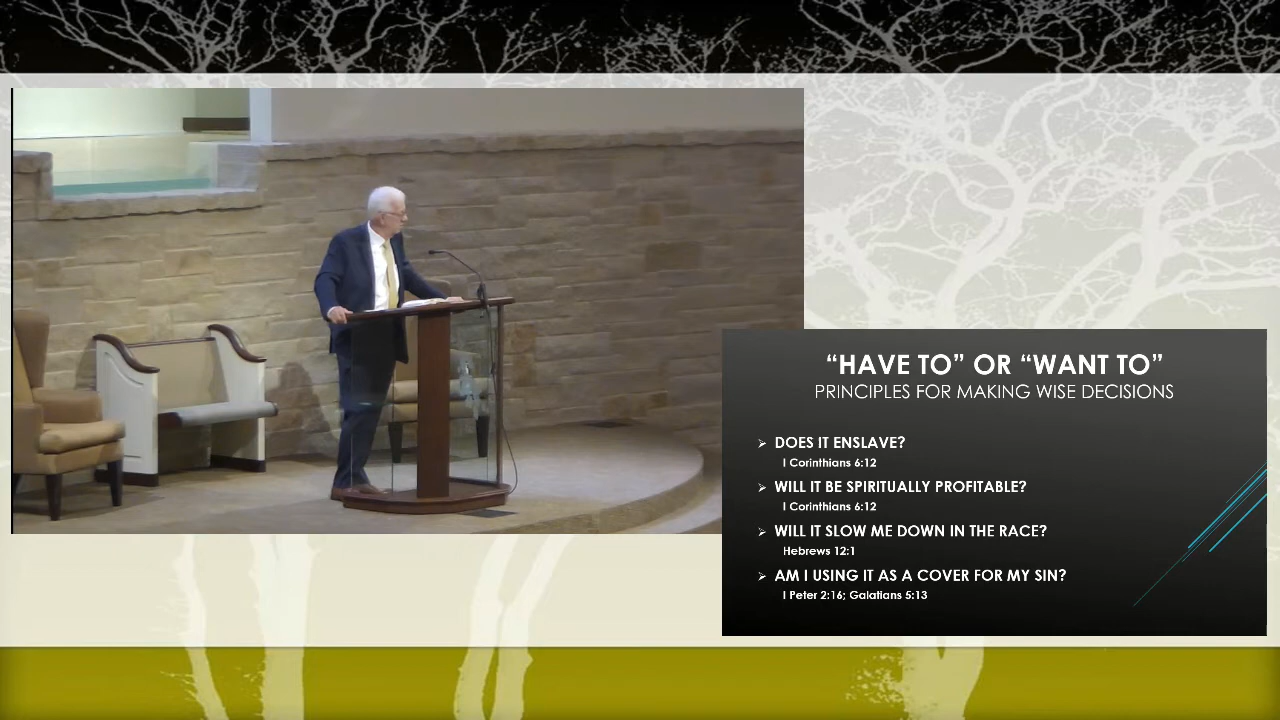 “HAVE TO” OR “WANT TO”
PRINCIPLES FOR MAKING WISE DECISIONS
➢ DOES IT ENSLAVE?
I Corinthians 6:12
➢ WILL IT BE SPIRITUALLY PROFITABLE?
I Corinthians 6:12
➢ WILL IT SLOW ME DOWN IN THE RACE?
Hebrews 12:1
➢ AM I USING IT AS A COVER FOR MY SIN?
I Peter 2:16; Galatians 5:13